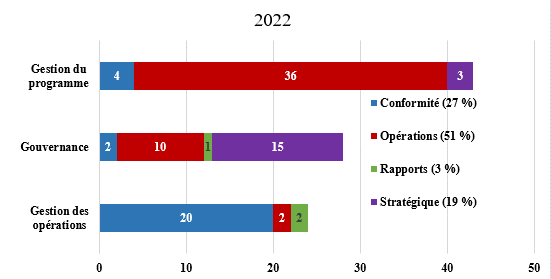 2022
Gestion du
programme
4 36 3
Conformité (27 %)
Opérations (51 %)
Gouvernance
2 10 1 15
Rapports (3 %)
Stratégique (19 %)
Gestion des
opérations
20 2 2
0 10 20 30 40 50